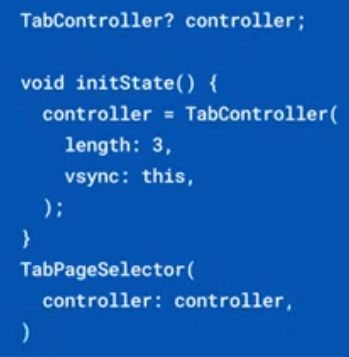 TabController? controller;
void initState() {
controller = TabController(
length: 3,
vsync: this,
);
}
TabPageSelector(
controller: controller,
)